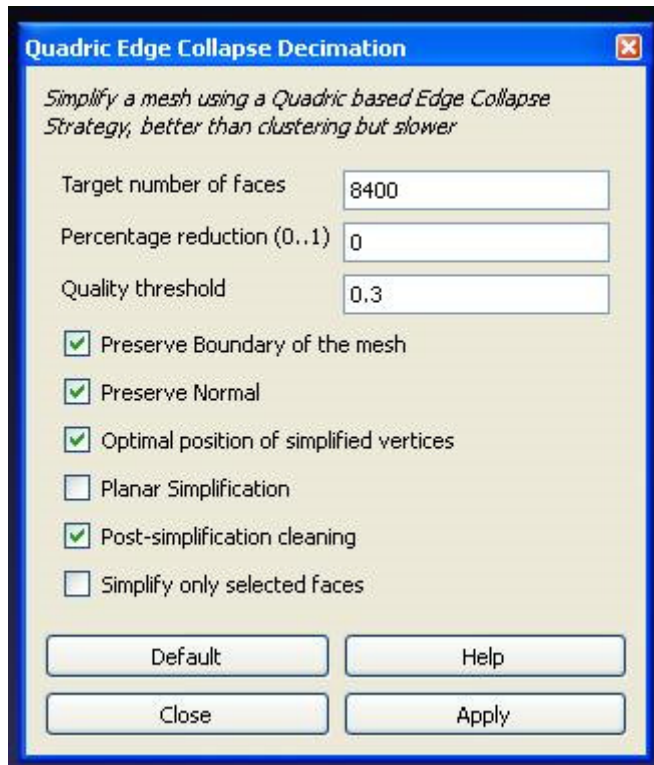 Quadric Edge Collapse Decimation
Simplify a mesh using a Quadric based Edge Collapse
Strategy, better than clustering but slower
Target number of faces 8400
Percentage reduction (0..1) 0
Quality threshold 0.3
Preserve Boundary of the mesh
Preserve Normal
Optimal position of simplified vertices
Planar Simplification
Post-simplification cleaning
Simplify only selected faces
Default Help
Close Apply